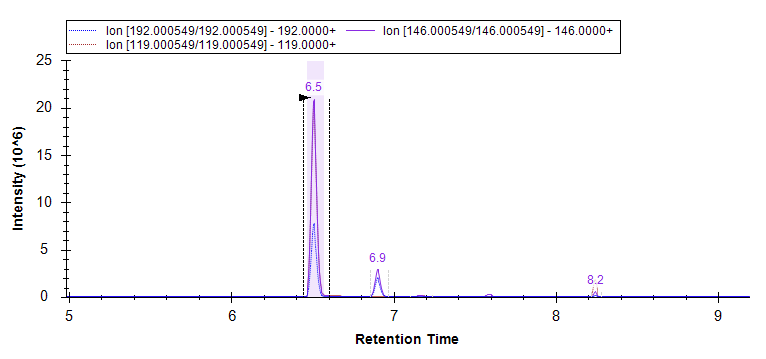 Ion [192.000549/192.000549] - 192.0000+ Ion [146.000549/146.000549] - 146.0000+
Ion [119.000549/119.000549] - 119.0000+
25
20
15
10
5
0
Intensity (10^6)
6.5
6.9
8.2
5 6 7 8 9
Retention Time